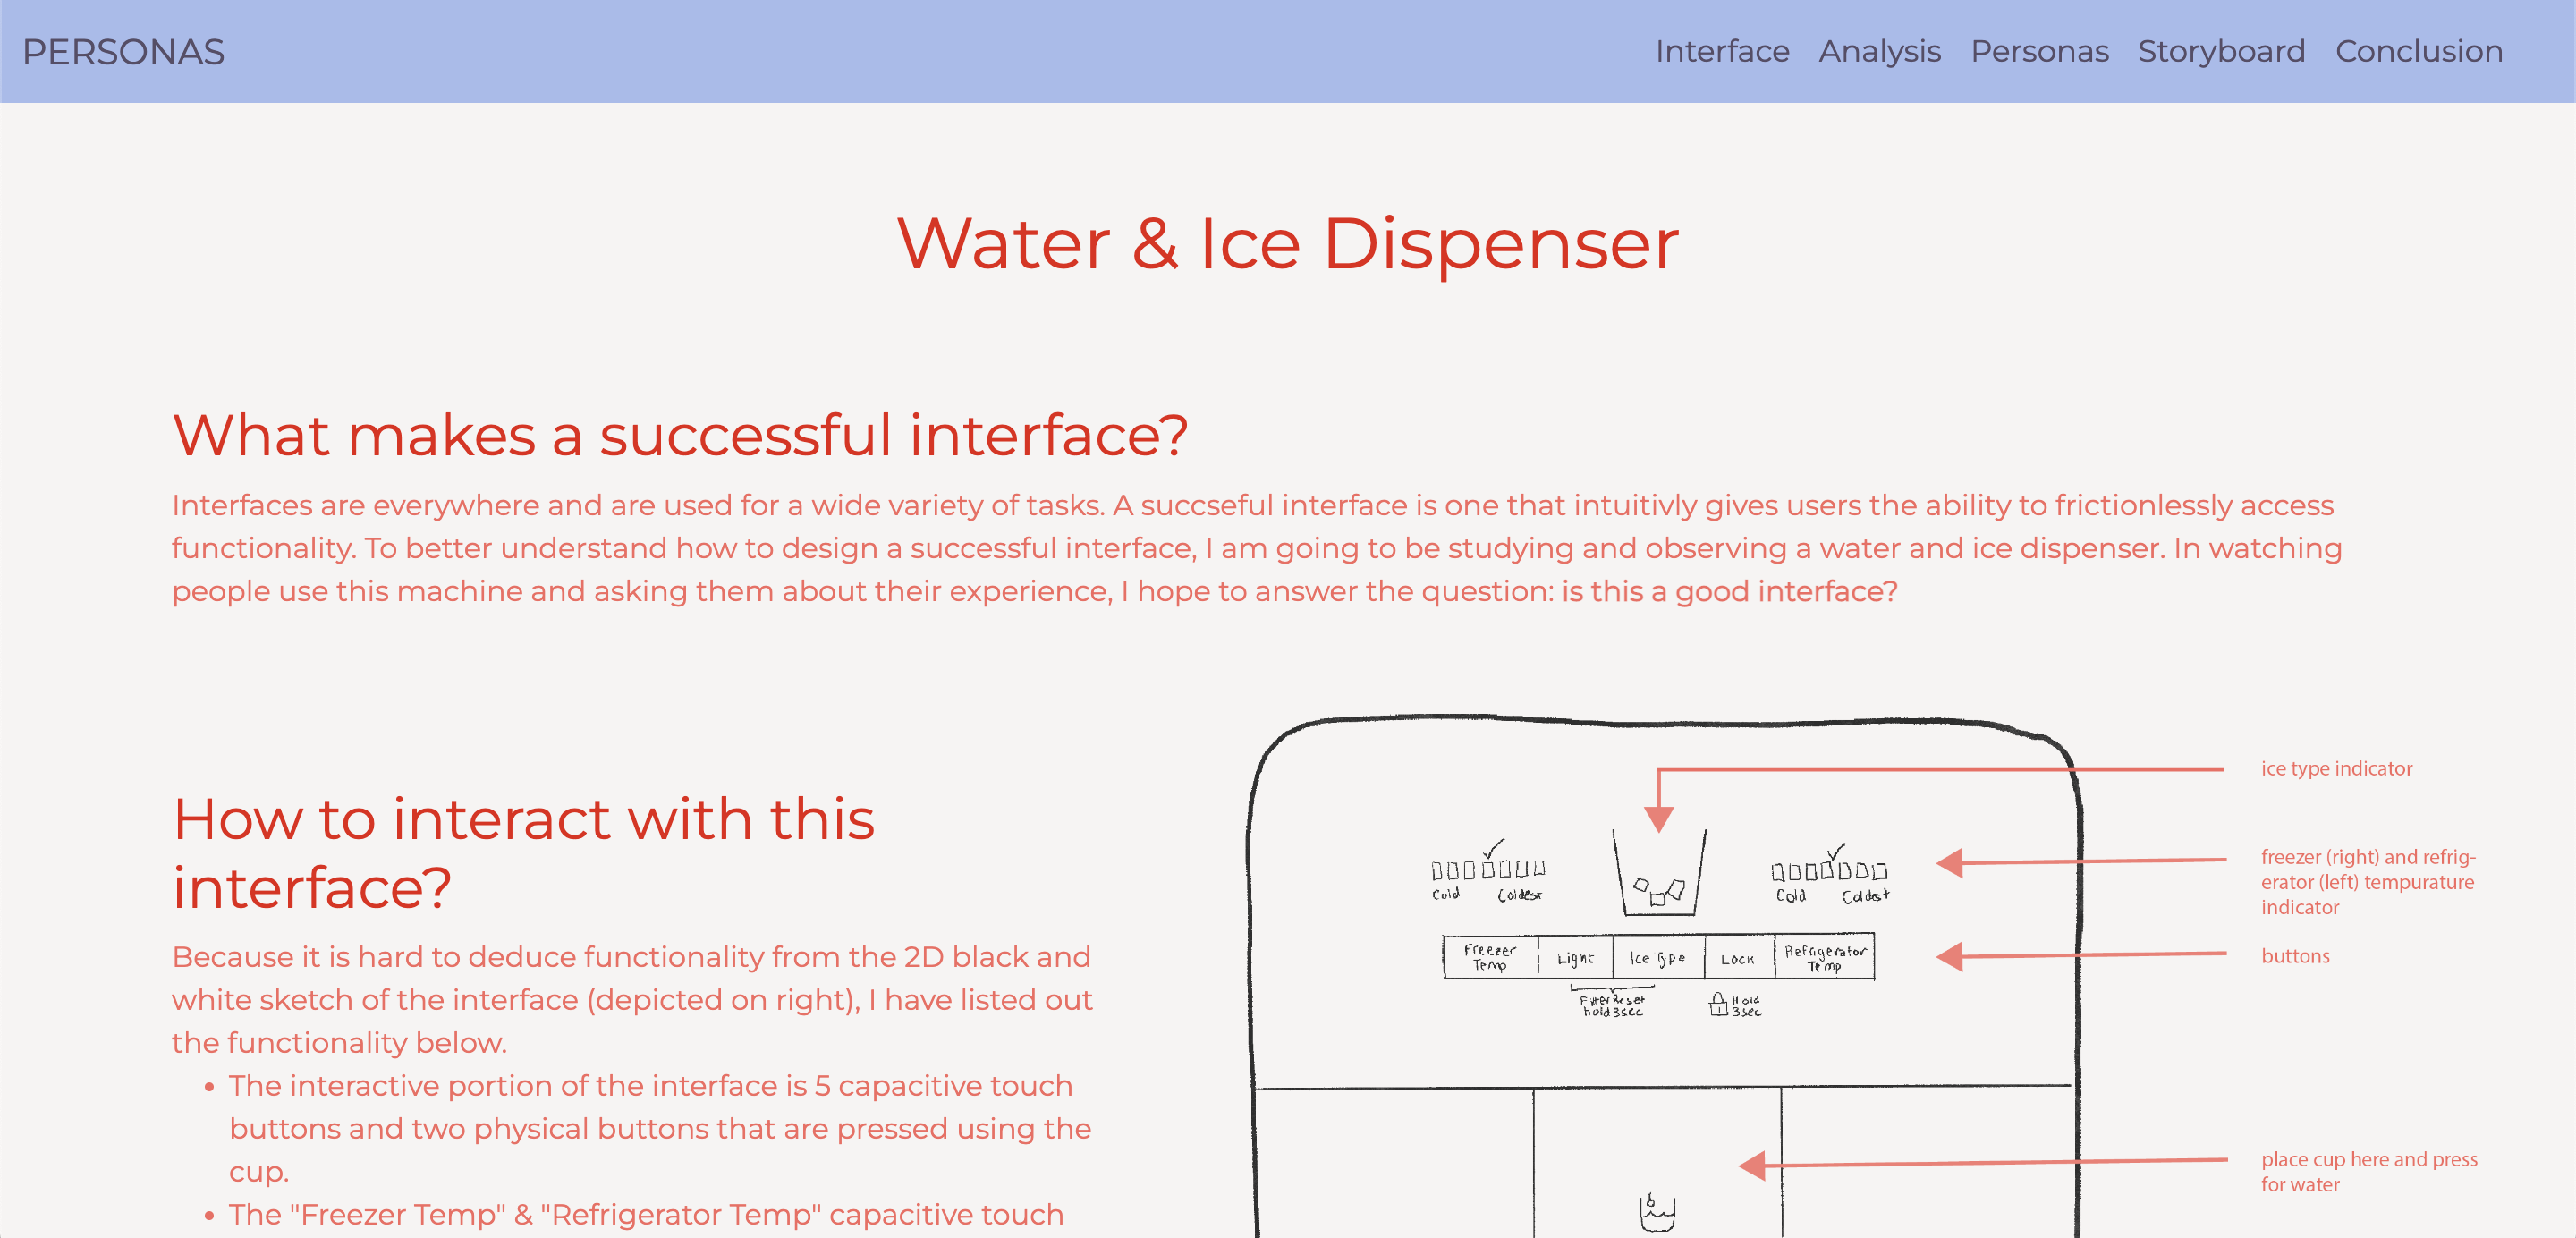 PERSONAS
Interface Analysis Personas Storyboard Conclusion
Water & Ice Dispenser
What makes a successful interface?
Interfaces are everywhere and are used for a wide variety of tasks. A succseful interface is one that intuitivly gives users the ability to frictionlessly access
functionality. To better understand how to design a successful interface, I am going to be studying and observing a water and ice dispenser. In watching
people use this machine and asking them about their experience, I hope to answer the question: is this a good interface?
How to interact with this
interface?
Because it is hard to deduce functionality from the 2D black and
white sketch of the interface (depicted on right), I have listed out
the functionality below.
• The interactive portion of the interface is 5 capacitive touch
buttons and two physical buttons that are pressed using the
cup.
• The "Freezer Temp" & "Refrigerator Temp" capacitive touch
ice type indicator
freezer (right) and refrig-
erator (left) tempurature
indicator
buttons
place cup here and press
for water
Cold Coldest
Cold Coldest
Freezer
Temp
Light
Ice Type
Lock
Refrigerator
Temp
Filter Reset
Hold 3sec
Hold
3sec